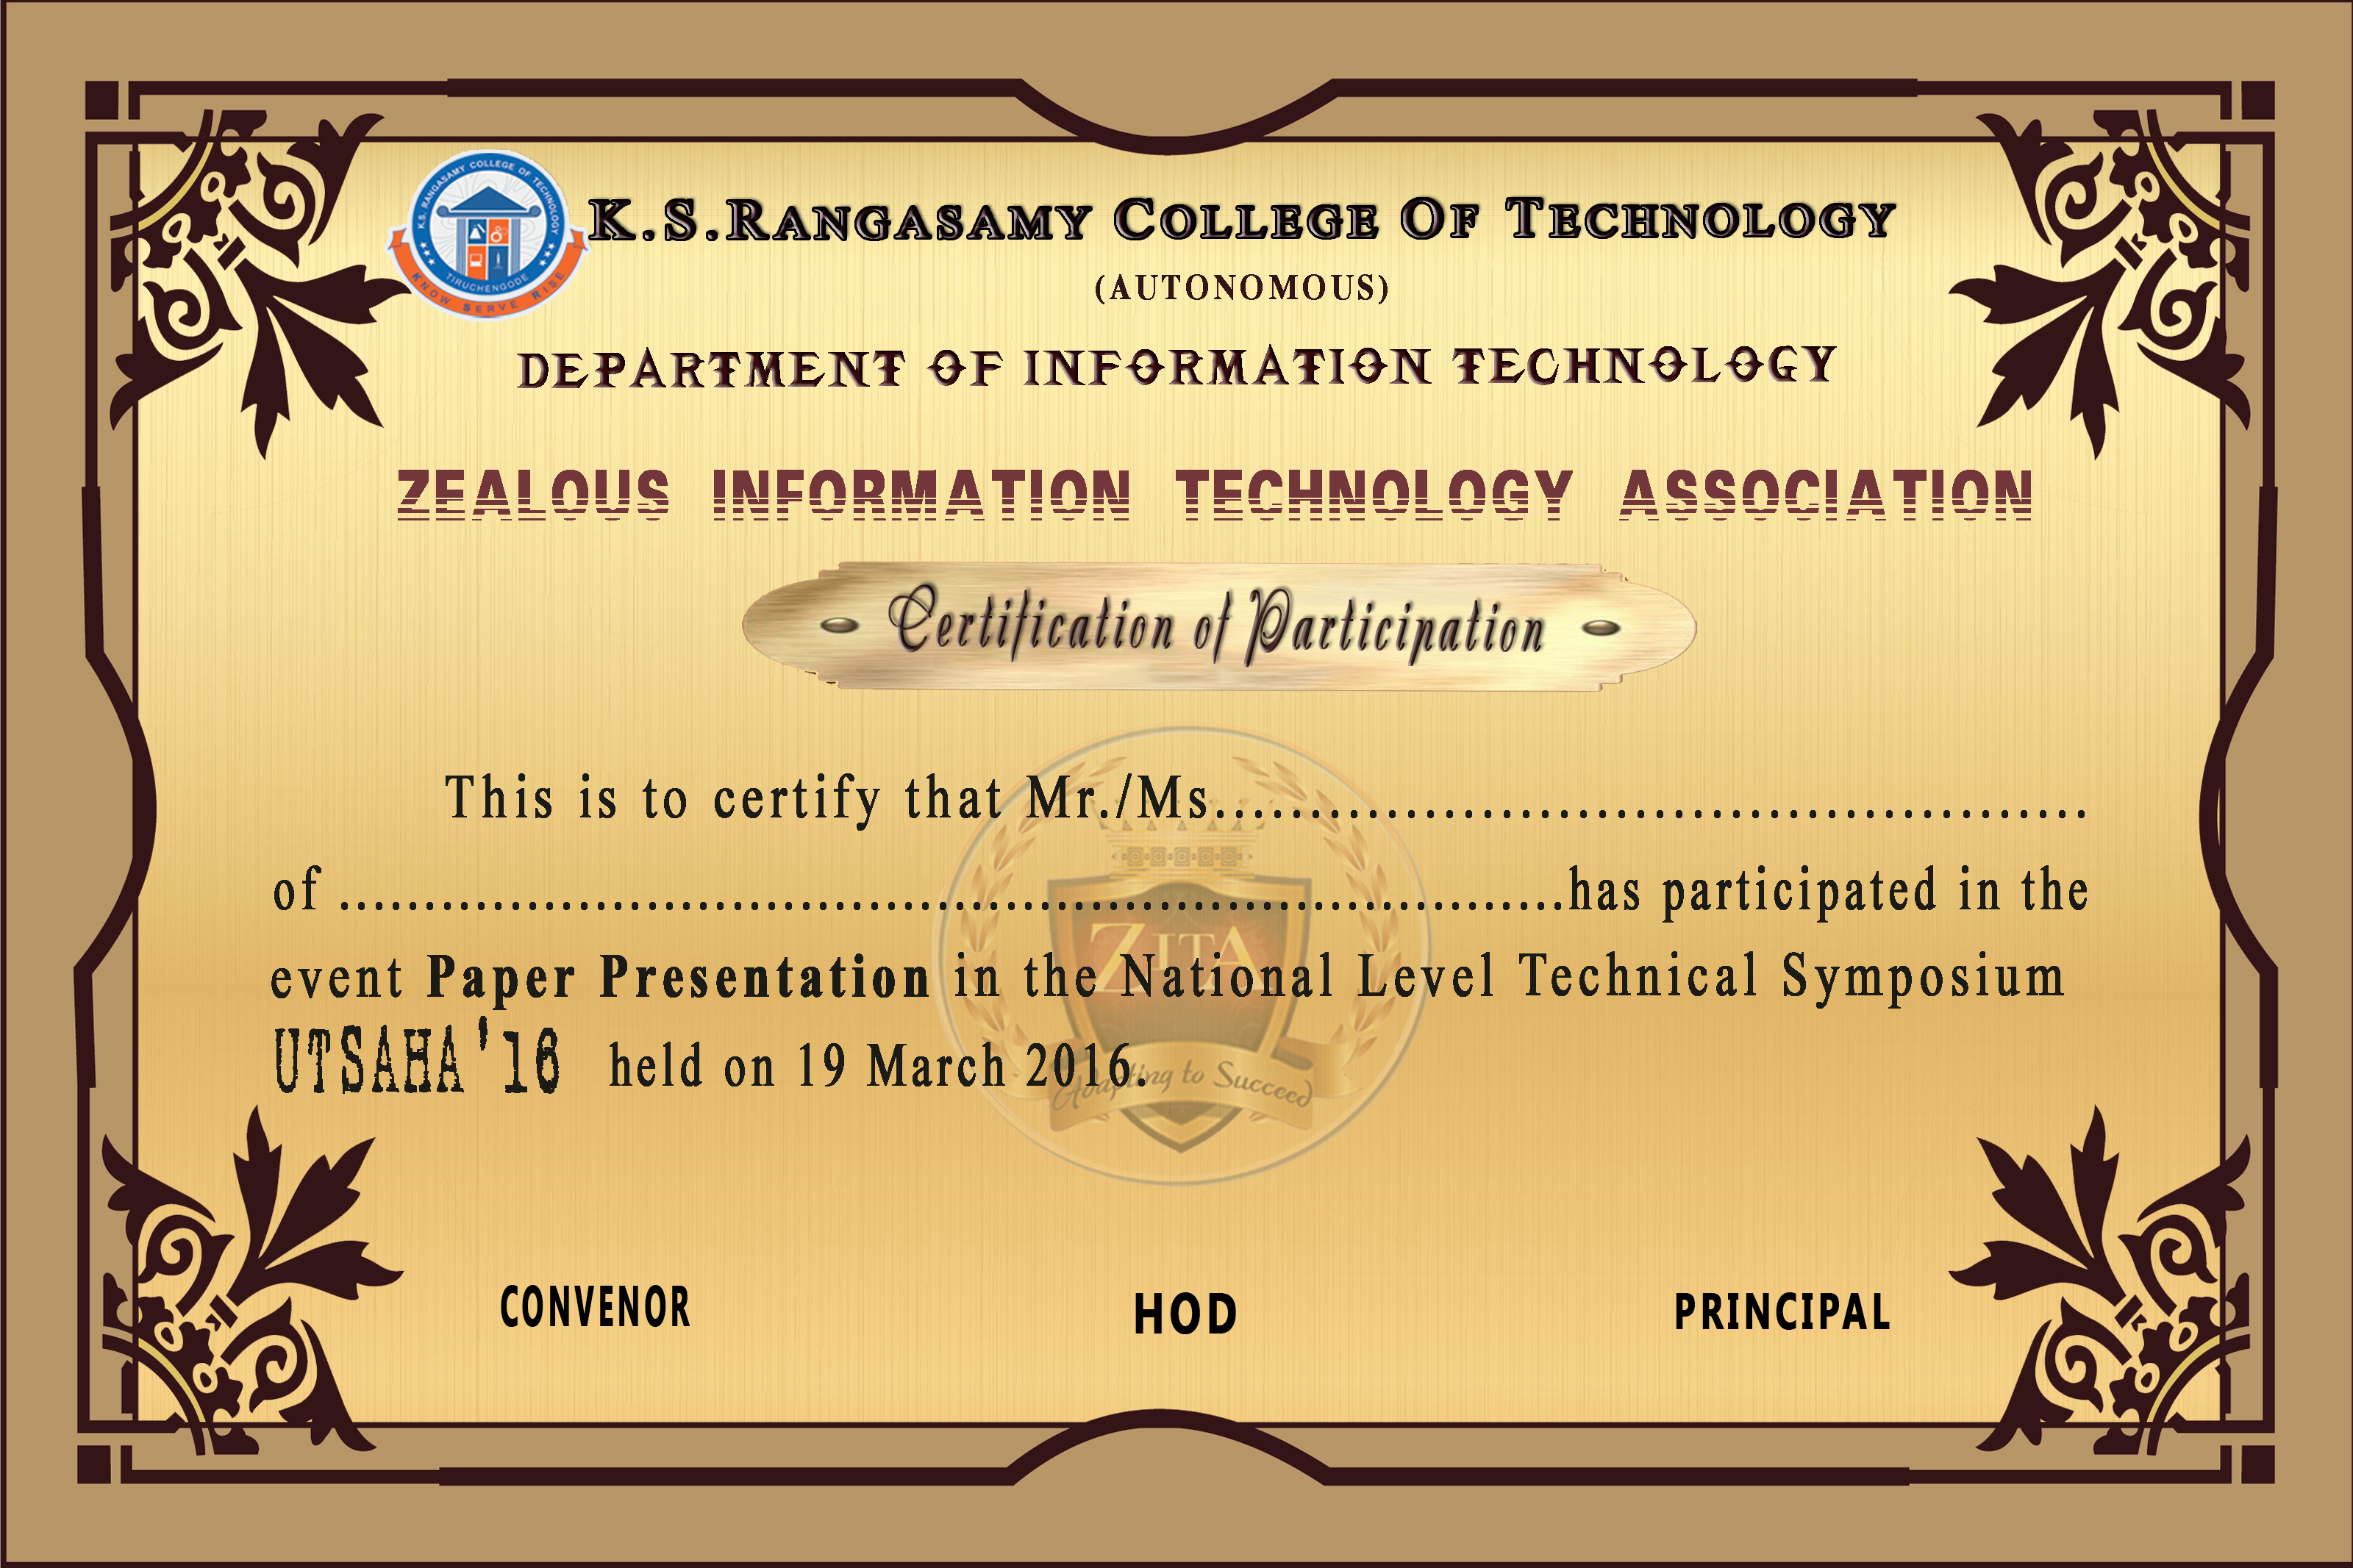 K.S. RANGASAMY COLLEGE OF TECHNOLOGY
TIRUCHENGODE
KNOW SERVE RISE
K.S.RANGASAMY COLLEGE OF TECHNOLOGY
(AUTONOMOUS)
DEPARTMENT OF INFORMATION TECHNOLOGY
ZEALOUS INFORMATION TECHNOLOGY ASSOCIATION
Certification of Participation
This is to certify that Mr./Ms..............................................
of ..........................................................................has participated in the
event Paper Presentation in the National Level Technical Symposium
UTSAHA'16 held on 19 March 2016.
ZITA
Adapting to Succeed
CONVENOR HOD PRINCIPAL